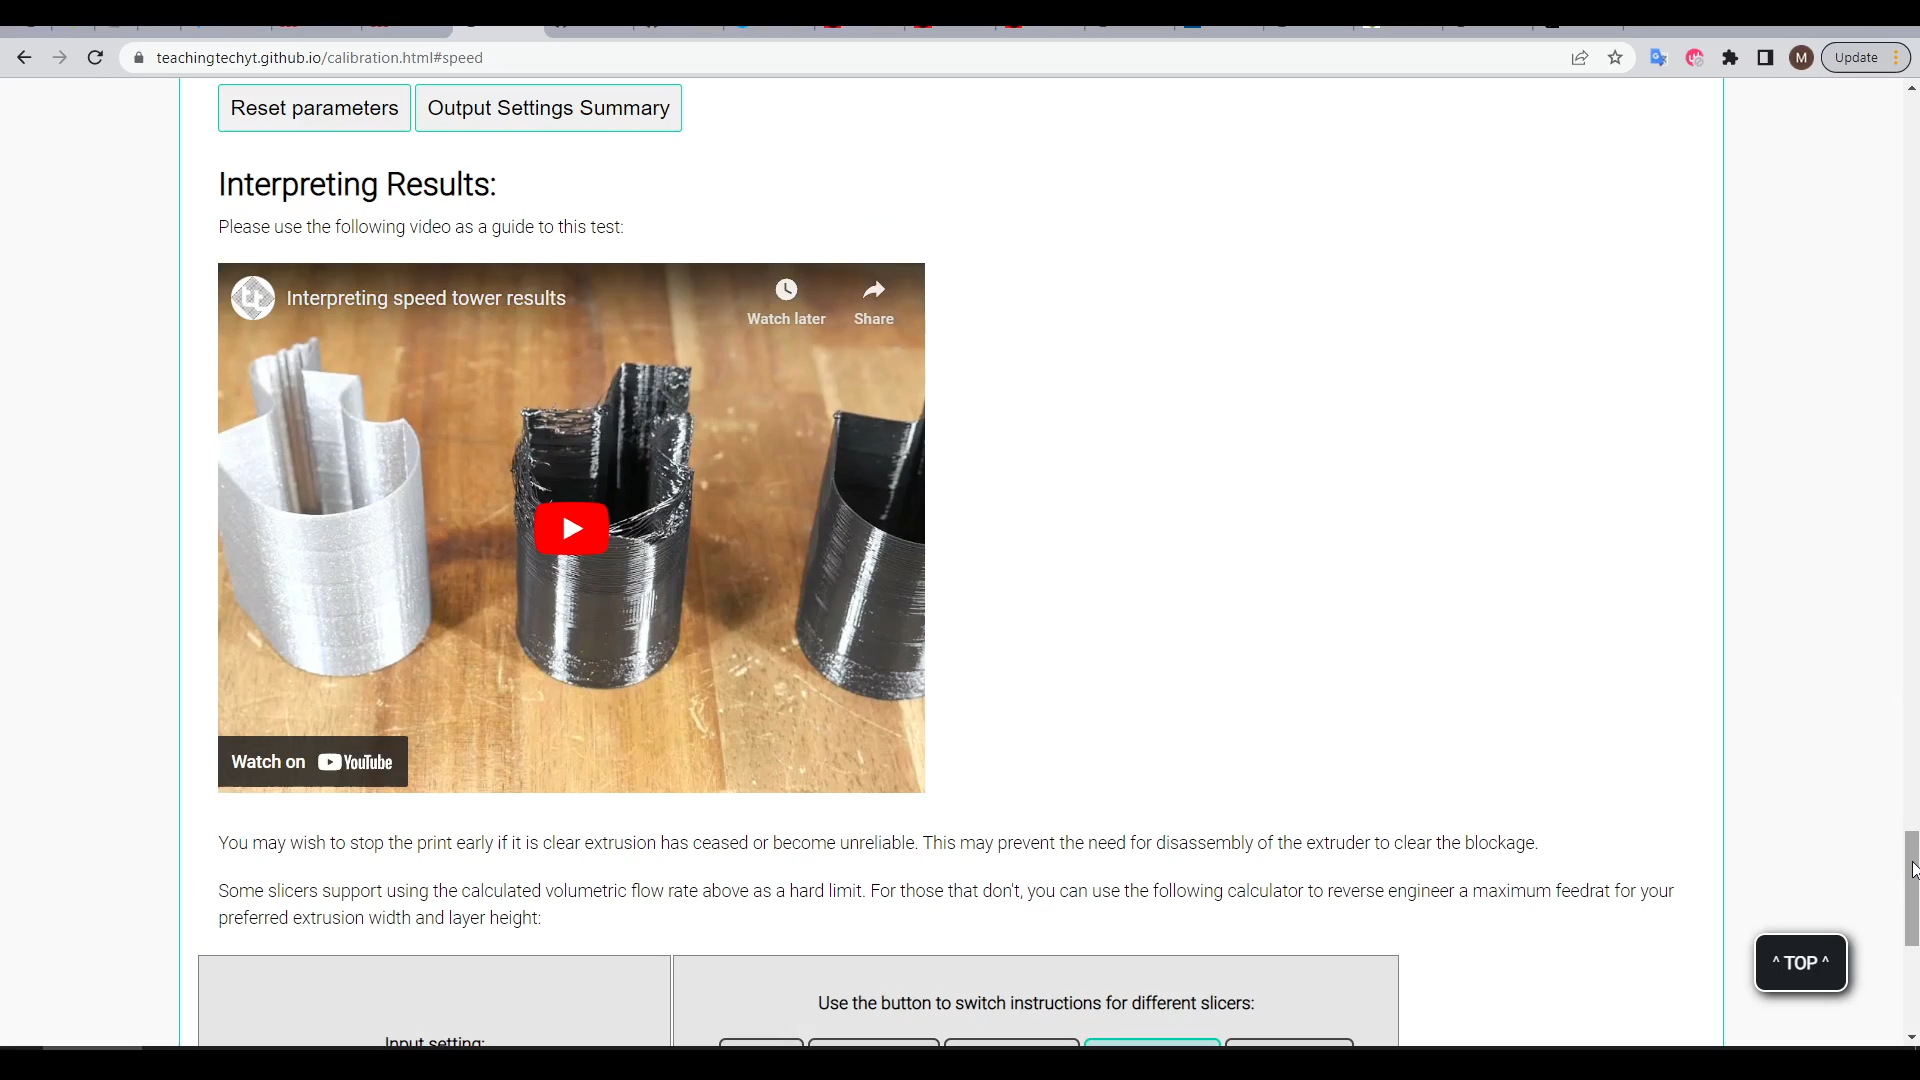 teachingtechyt.github.io/calibration.html#speed
M
Update
Reset parameters
Output Settings Summary
Interpreting Results:
Please use the following video as a guide to this test:
Interpreting speed tower results
Watch later
Share
Watch on YouTube
You may wish to stop the print early if it is clear extrusion has ceased or become unreliable. This may prevent the need for disassembly of the extruder to clear the blockage.
Some slicers support using the calculated volumetric flow rate above as a hard limit. For those that don't, you can use the following calculator to reverse engineer a maximum feedrat for your
preferred extrusion width and layer height:
^ TOP ^
Use the button to switch instructions for different slicers:
Input setting: